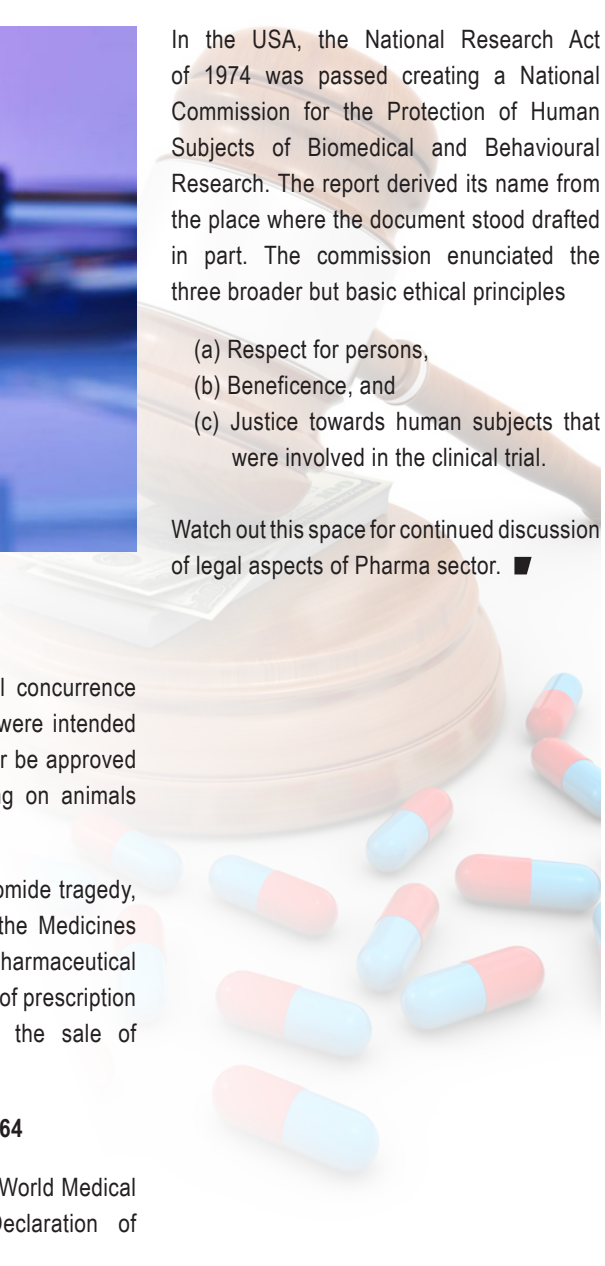 l concurrence
were intended
r be approved
ng on animals
omide tragedy,
the Medicines
harmaceutical
of prescription
the sale of
64
World Medical
Declaration of
In the USA, the National Research Act
of 1974 was passed creating a National
Commission for the Protection of Human
Subjects of Biomedical and Behavioural
Research. The report derived its name from
the place where the document stood drafted
in part. The commission enunciated the
three broader but basic ethical principles
(a) Respect for persons,
(b) Beneficence, and
(c) Justice towards human subjects that
were involved in the clinical trial.
Watch out this space for continued discussion
of legal aspects of Pharma sector.